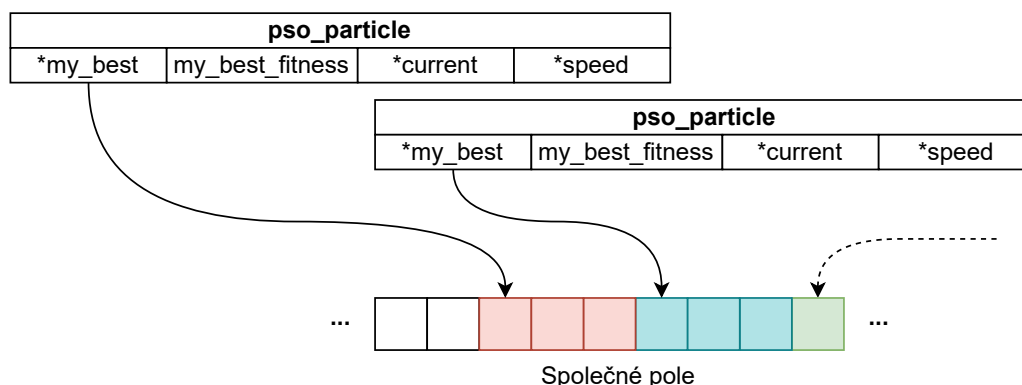 pso_particle
*my_best my_best_fitness *current *speed
pso_particle
*my_best my_best_fitness *current *speed
... ...
Společné pole